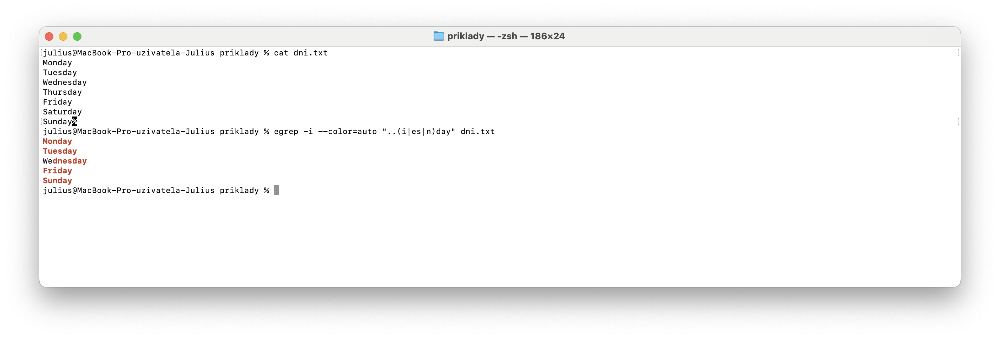 priklady — -zsh — 186×24
[julius@MacBook-Pro-uzivatela-Julius priklady % cat dni.txt ]
Monday
Tuesday
Wednesday
Thursday
Friday
Saturday
[Sunday% ]
julius@MacBook-Pro-uzivatela-Julius priklady % egrep -i --color=auto "..(i|es|n)day" dni.txt
Monday
Tuesday
Wednesday
Friday
Sunday
julius@MacBook-Pro-uzivatela-Julius priklady %